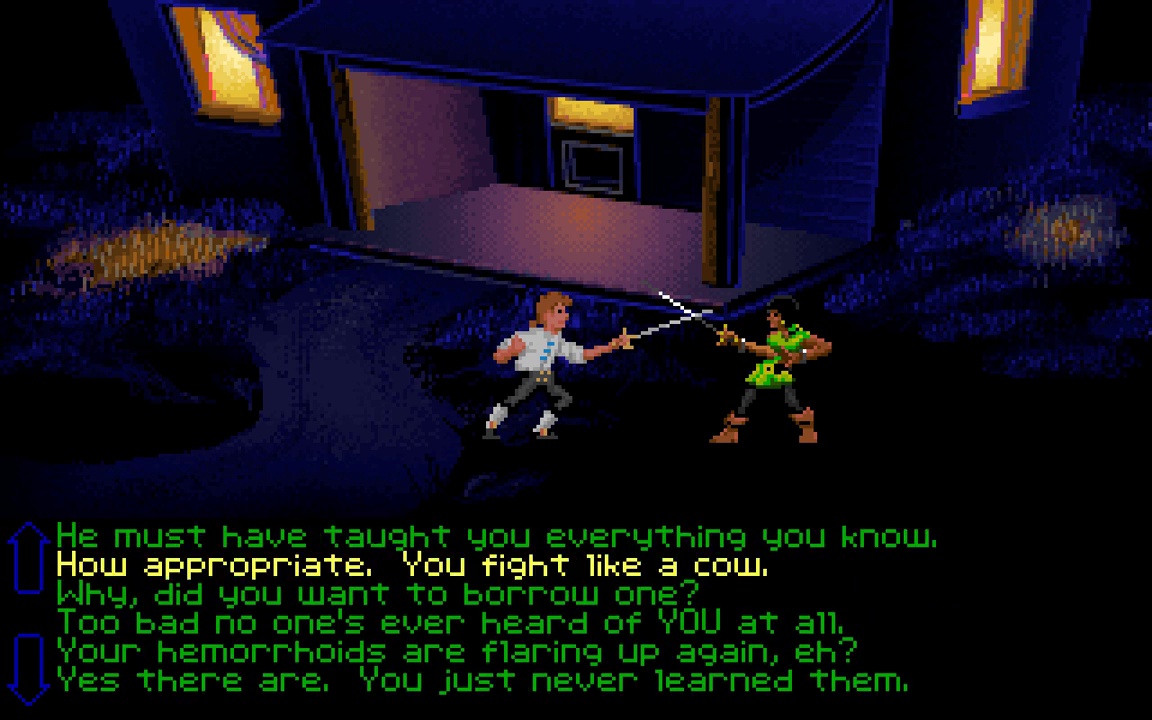 He must have taught you everything you know.
How appropriate.  You fight like a cow.
Why, did you want to borrow one?
Too bad no one's ever heard of YOU at all.
Your hemorrhoids are flaring up again, eh?
Yes there are.  You just never learned them.